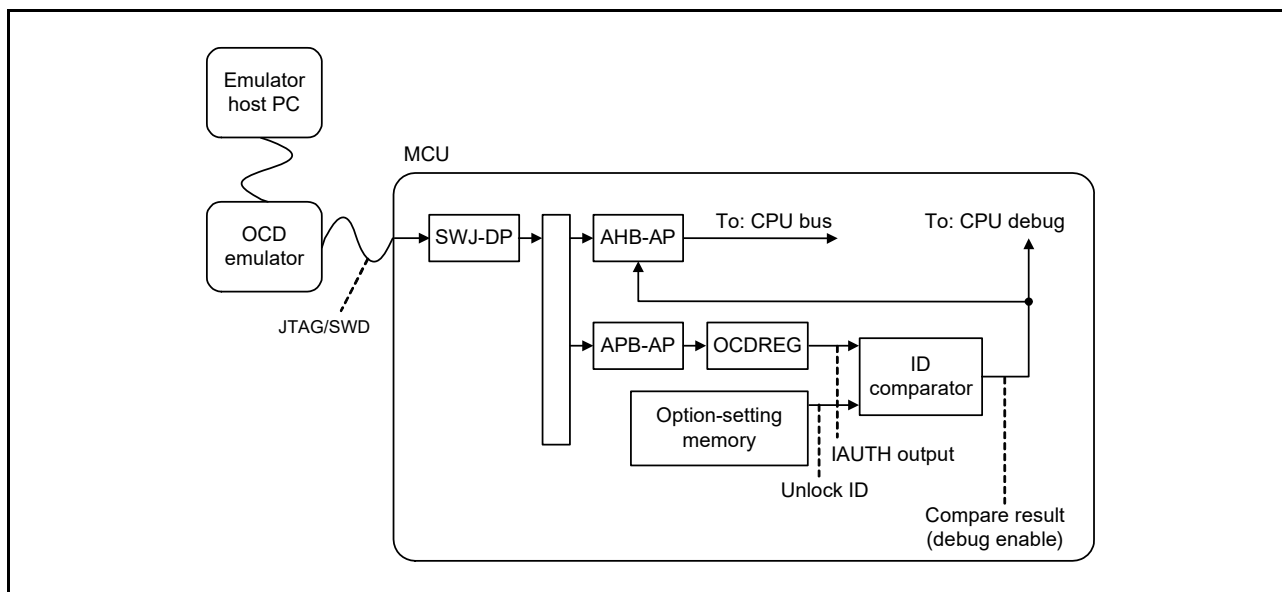 Emulator
host PC
MCU
OCD
emulator
JTAG/SWD
SWJ-DP
AHB-AP
To: CPU bus
To: CPU debug
APB-AP
OCDREG
ID
comparator
Option-setting
memory
IAUTH output
Unlock ID
Compare result
(debug enable)